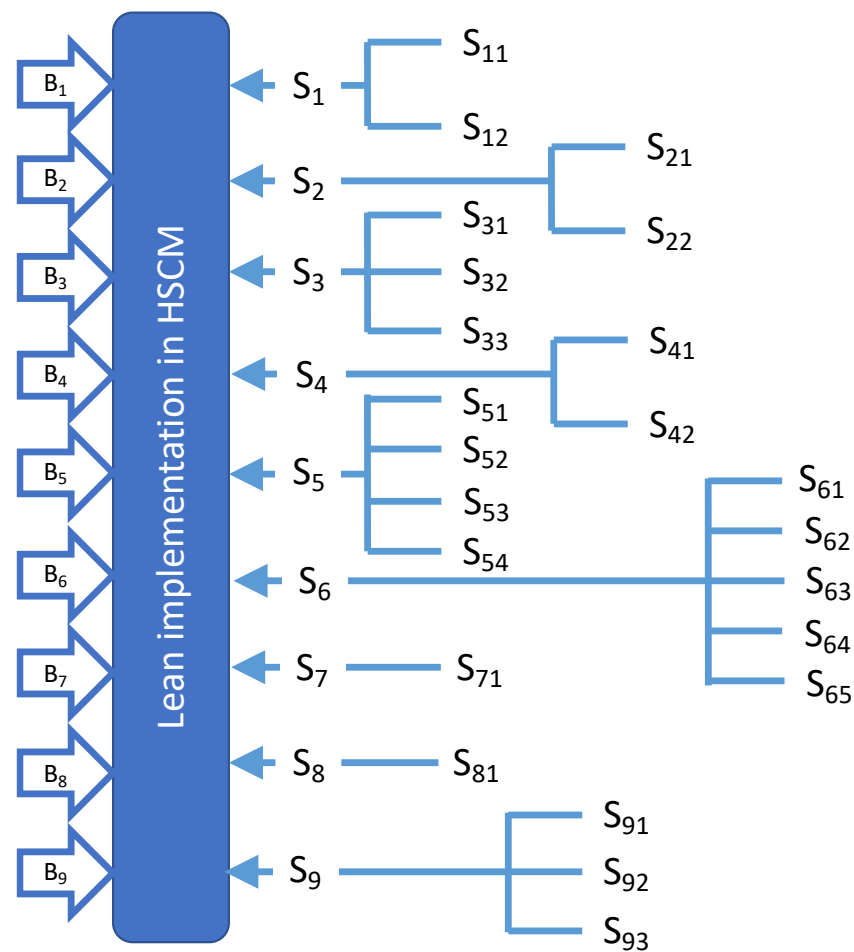 B₁
B₂
B₃
B₄
B₅
B₆
B₇
B₈
B₉
Lean implementation in HSCM
S₁
S₁₁
S₁₂
S₂
S₂₁
S₂₂
S₃
S₃₁
S₃₂
S₃₃
S₄
S₄₁
S₄₂
S₅
S₅₁
S₅₂
S₅₃
S₅₄
S₆
S₆₁
S₆₂
S₆₃
S₆₄
S₆₅
S₇
S₇₁
S₈
S₈₁
S₉
S₉₁
S₉₂
S₉₃